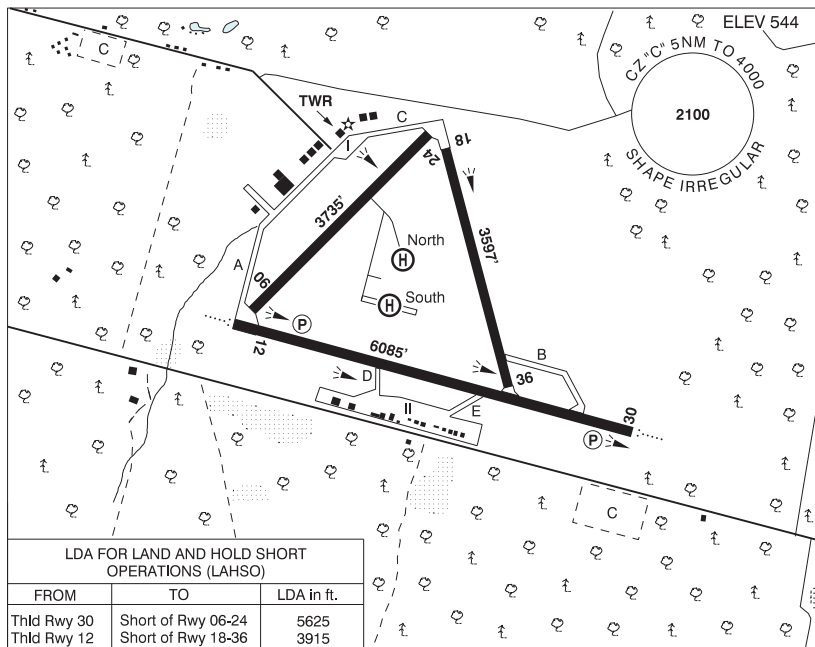 ELEV 544
C
CZ "C" 5NM TO 4000
2100
SHAPE IRREGULAR
TWR
C
I
18
24
3735'
3597'
North
H
South
H
A
06
P
12
6085'
B
D
36
II
E
30
P
C
LDA FOR LAND AND HOLD SHORT
OPERATIONS (LAHSO)
FROM TO LDA in ft.
Thld Rwy 30 Short of Rwy 06-24 5625
Thld Rwy 12 Short of Rwy 18-36 3915